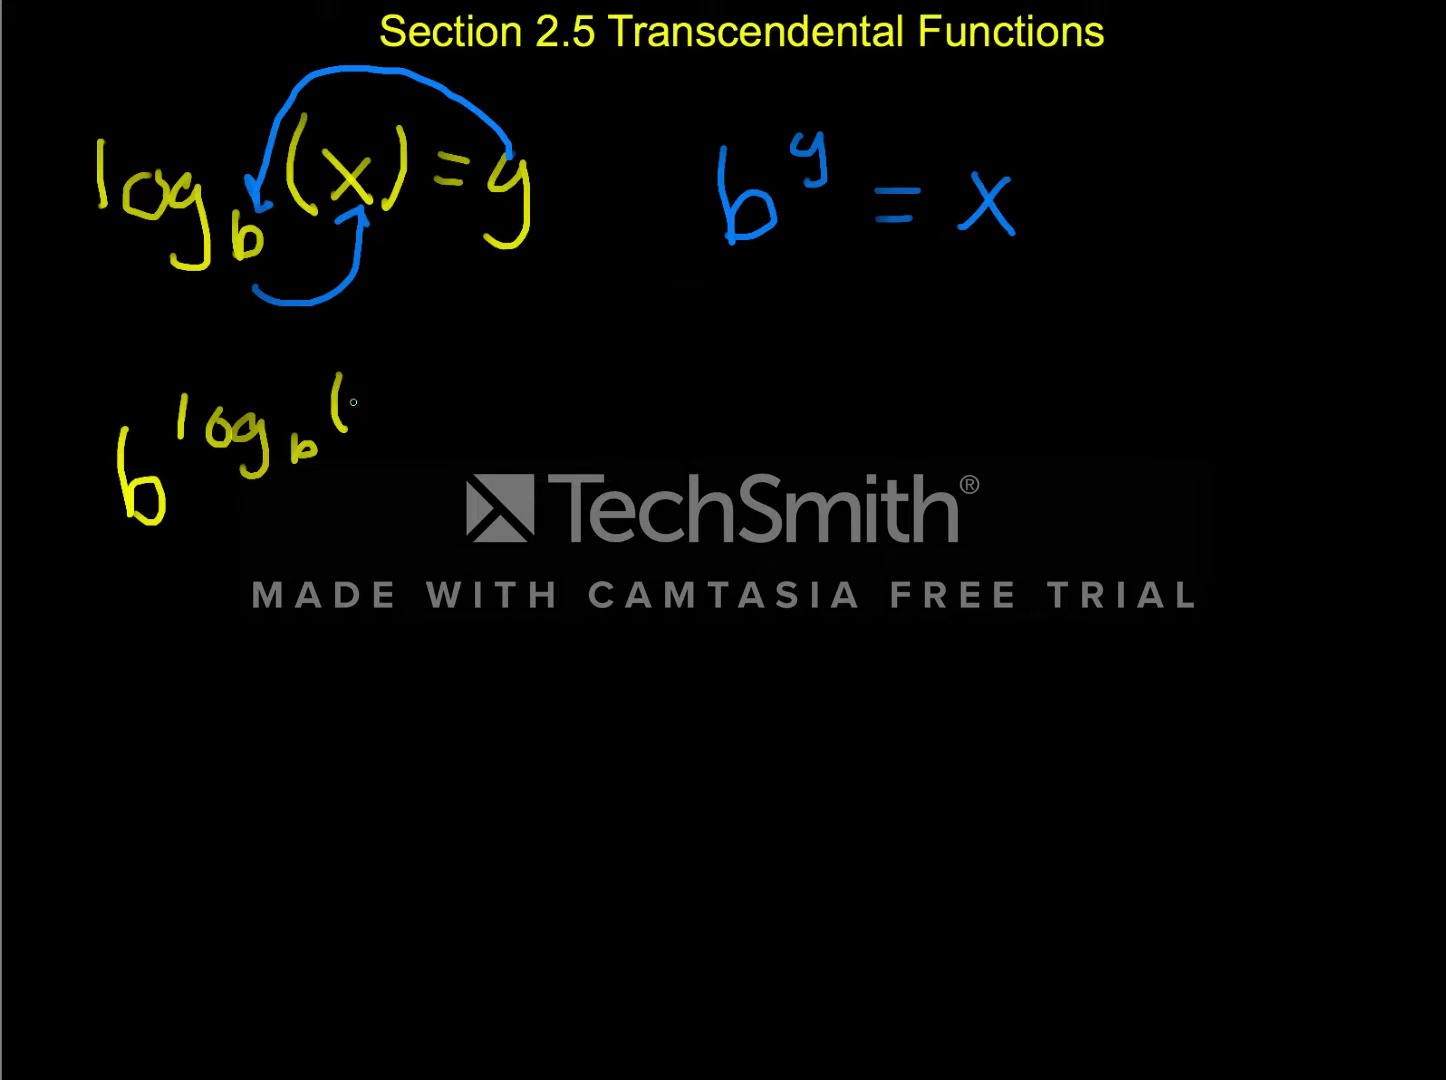 Section 2.5 Transcendental Functions
log_b (x) = y    b^y = x
b^log_b (
TechSmith®
MADE WITH CAMTASIA FREE TRIAL